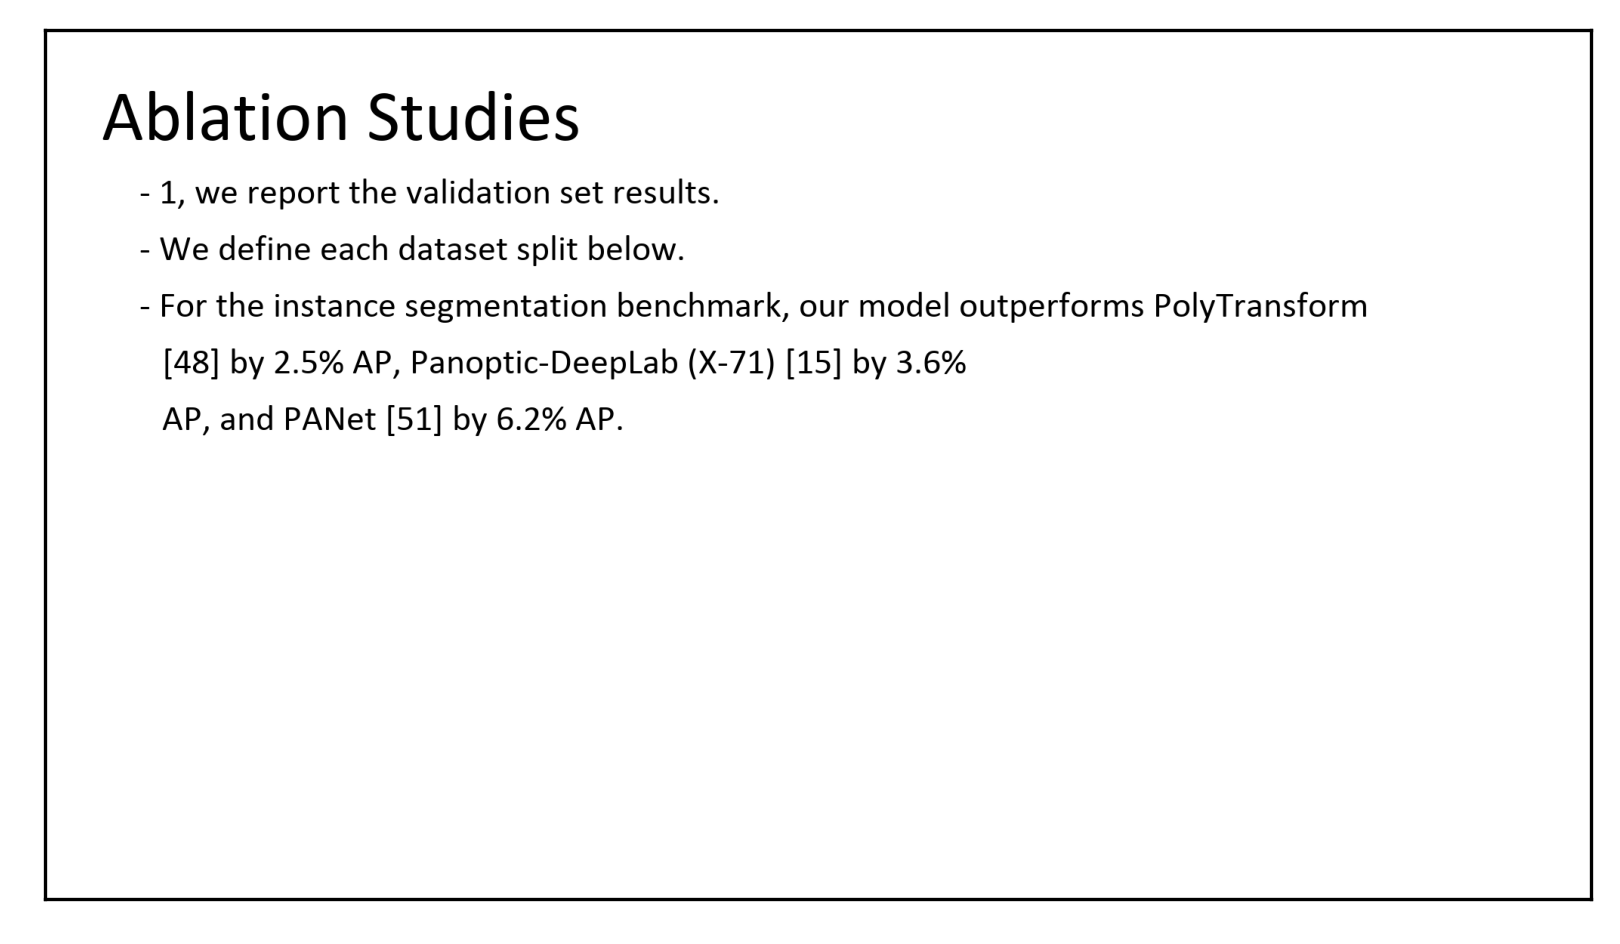 Ablation Studies
- 1, we report the validation set results.
- We define each dataset split below.
- For the instance segmentation benchmark, our model outperforms PolyTransform
[48] by 2.5% AP, Panoptic-DeepLab (X-71) [15] by 3.6%
AP, and PANet [51] by 6.2% AP.